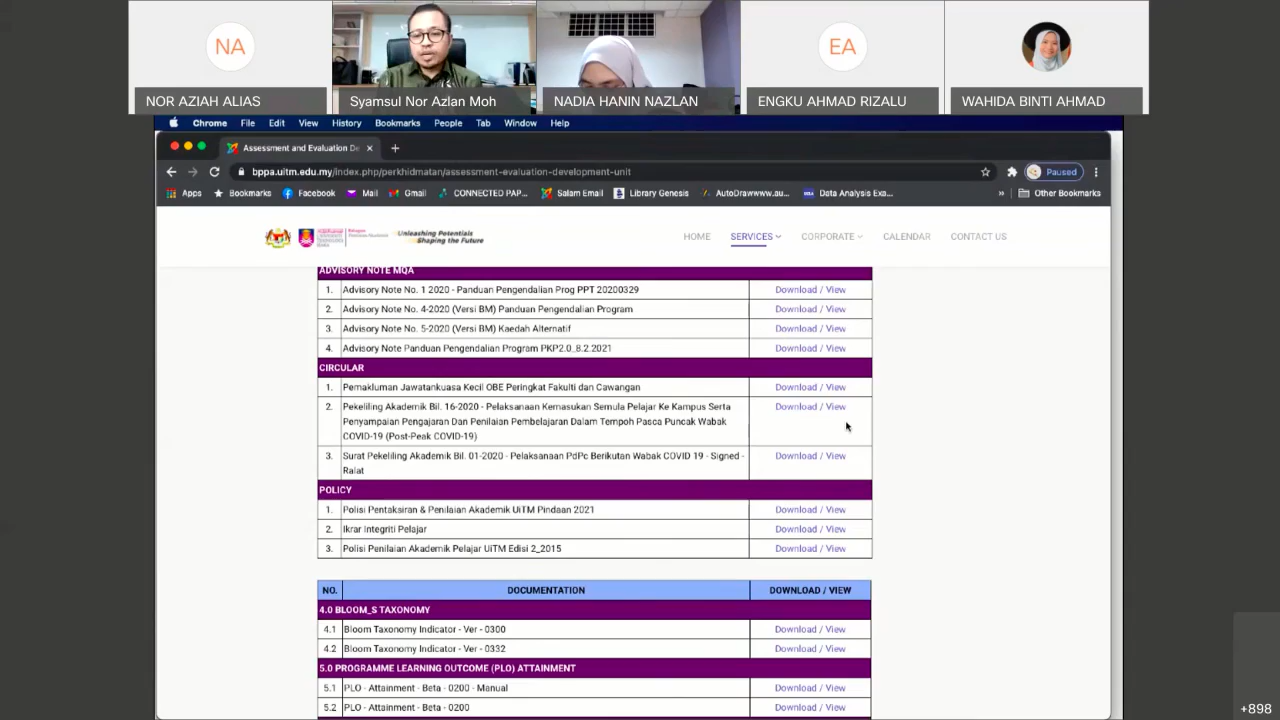 NA
EA
NOR AZIAH ALIAS
Syamsul Nor Azlan Moh
NADIA HANIN NAZLAN
ENGKU AHMAD RIZALU
WAHIDA BINTI AHMAD
Chrome File Edit View History Bookmarks People Tab Window Help
Assessment and Evaluation De
bppa.uitm.edu.my/index.php/perkhidmatan/assessment-evaluation-development-unit
Paused
Apps Bookmarks Facebook Mail Gmail CONNECTED PAP... Salam Email Library Genesis AutoDrawwww.au... Data Analysis Exa... » Other Bookmarks
Unleashing Potentials
Shaping the Future
HOME SERVICES CORPORATE CALENDAR CONTACT US
ADVISORY NOTE MQA
1. Advisory Note No. 1 2020 - Panduan Pengendalian Prog PPT 20200329 Download / View
2. Advisory Note No. 4-2020 (Versi BM) Panduan Pengendalian Program Download / View
3. Advisory Note No. 5-2020 (Versi BM) Kaedah Alternatif Download / View
4. Advisory Note Panduan Pengendalian Program PKP2.0_8.2.2021 Download / View
CIRCULAR
1. Pemakluman Jawatankuasa Kecil OBE Peringkat Fakulti dan Cawangan Download / View
2. Pekeliling Akademik Bil. 16-2020 - Pelaksanaan Kemasukan Semula Pelajar Ke Kampus Serta Download / View
Penyampaian Pengajaran Dan Penilaian Pembelajaran Dalam Tempoh Pasca Puncak Wabak
COVID-19 (Post-Peak COVID-19)
3. Surat Pekeliling Akademik Bil. 01-2020 - Pelaksanaan PdPc Berikutan Wabak COVID 19 - Signed - Download / View
Ralat
POLICY
1. Polisi Pentaksiran & Penilaian Akademik UiTM Pindaan 2021 Download / View
2. Ikrar Integriti Pelajar Download / View
3. Polisi Penilaian Akademik Pelajar UiTM Edisi 2_2015 Download / View
NO. DOCUMENTATION DOWNLOAD / VIEW
4.0 BLOOM_S TAXONOMY
4.1 Bloom Taxonomy Indicator - Ver - 0300 Download / View
4.2 Bloom Taxonomy Indicator - Ver - 0332 Download / View
5.0 PROGRAMME LEARNING OUTCOME (PLO) ATTAINMENT
5.1 PLO - Attainment - Beta - 0200 - Manual Download / View
5.2 PLO - Attainment - Beta - 0200 Download / View
+898